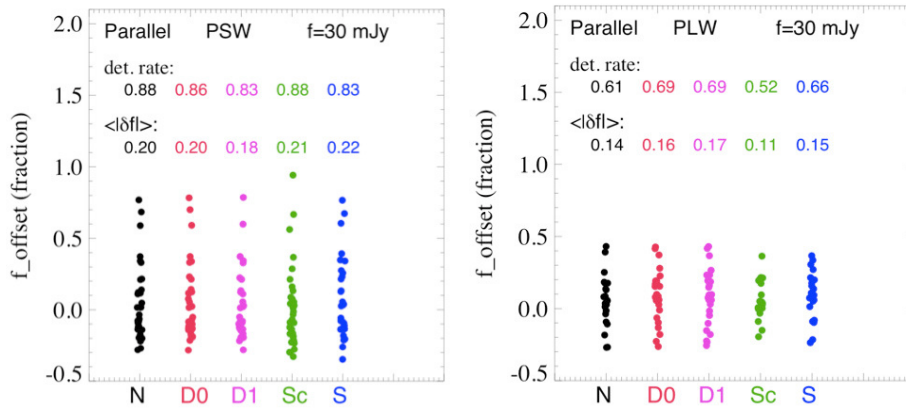 Parallel PSW f=30 mJy
det. rate:
0.88 0.86 0.83 0.88 0.83
<|δf|>:
0.20 0.20 0.18 0.21 0.22
f_offset (fraction)
2.0
1.5
1.0
0.5
0.0
-0.5
N D0 D1 Sc S
Parallel PLW f=30 mJy
det. rate:
0.61 0.69 0.69 0.52 0.66
<|δf|>:
0.14 0.16 0.17 0.11 0.15
f_offset (fraction)
2.0
1.5
1.0
0.5
0.0
-0.5
N D0 D1 Sc S